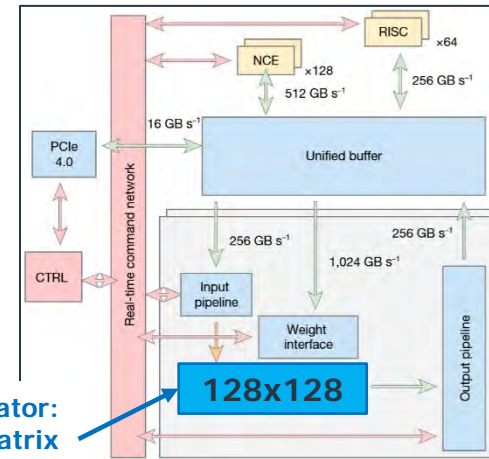 RISC
×64
NCE
×128
512 GB s⁻¹
256 GB s⁻¹
16 GB s⁻¹
PCIe
4.0
Unified buffer
Real-time command network
256 GB s⁻¹
1,024 GB s⁻¹
256 GB s⁻¹
CTRL
Input
pipeline
Weight
interface
Output pipeline
128x128
ator:
atrix